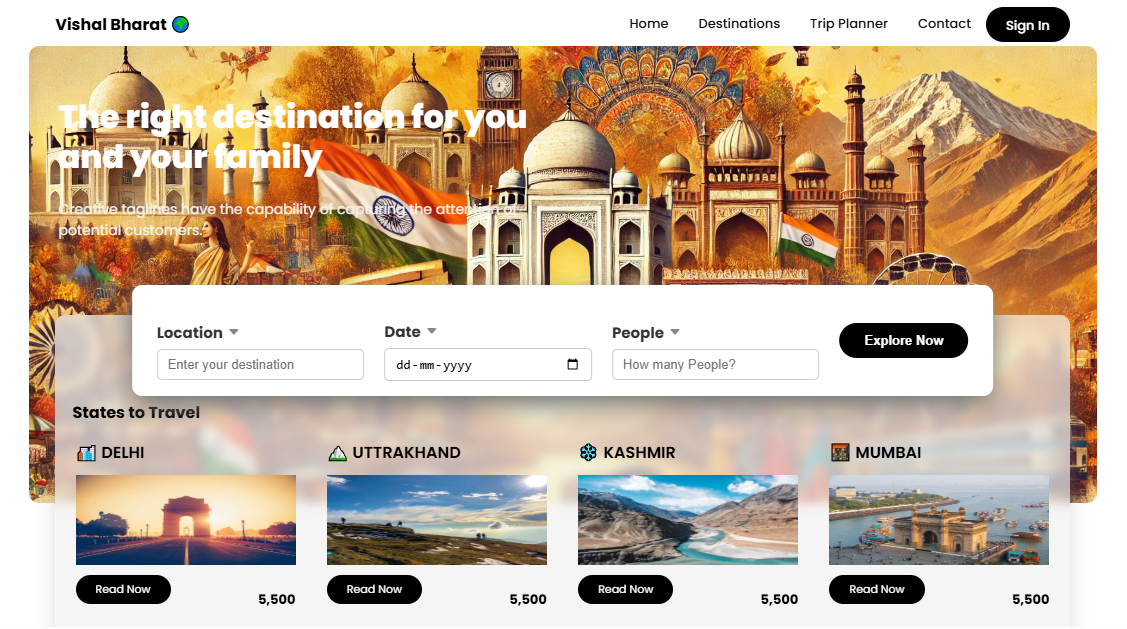 Vishal Bharat
Home Destinations Trip Planner Contact Sign In
The right destination for you
and your family
Creative taglines have the capability of capturing the attention of
potential customers."
Location Date People
Enter your destination dd-mm-yyyy How many People? Explore Now
States to Travel
DELHI UTTRAKHAND KASHMIR MUMBAI
Read Now Read Now Read Now Read Now
5,500 5,500 5,500 5,500